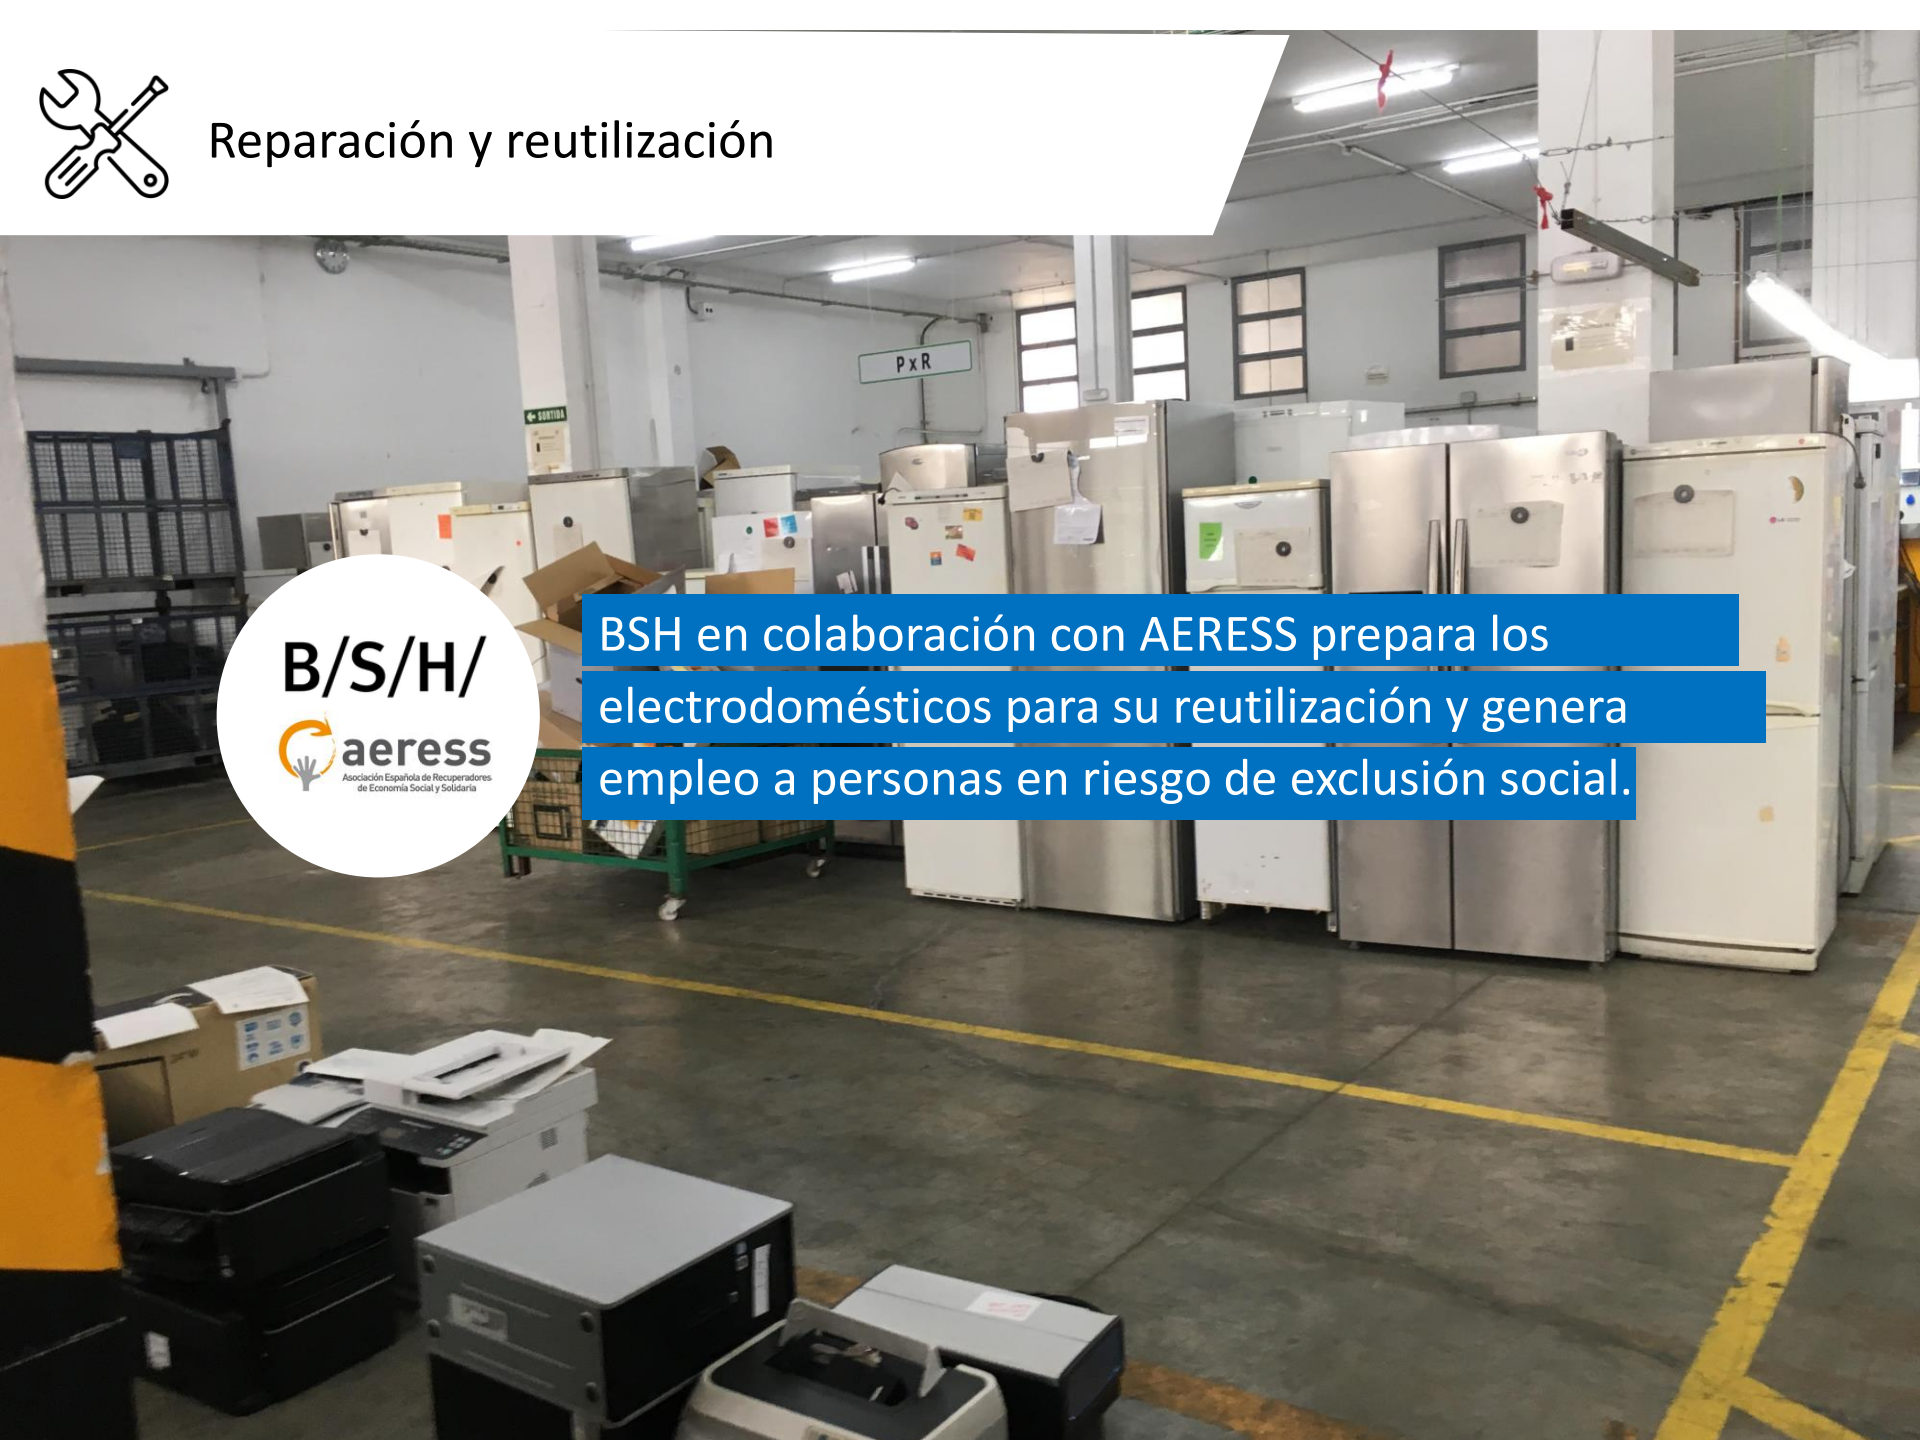 Reparación y reutilización
P x R
← SORTIDA
BSH en colaboración con AERESS prepara los
electrodomésticos para su reutilización y genera
empleo a personas en riesgo de exclusión social.
B/S/H/
aeress
Asociación Española de Recuperadores
de Economía Social y Solidaria